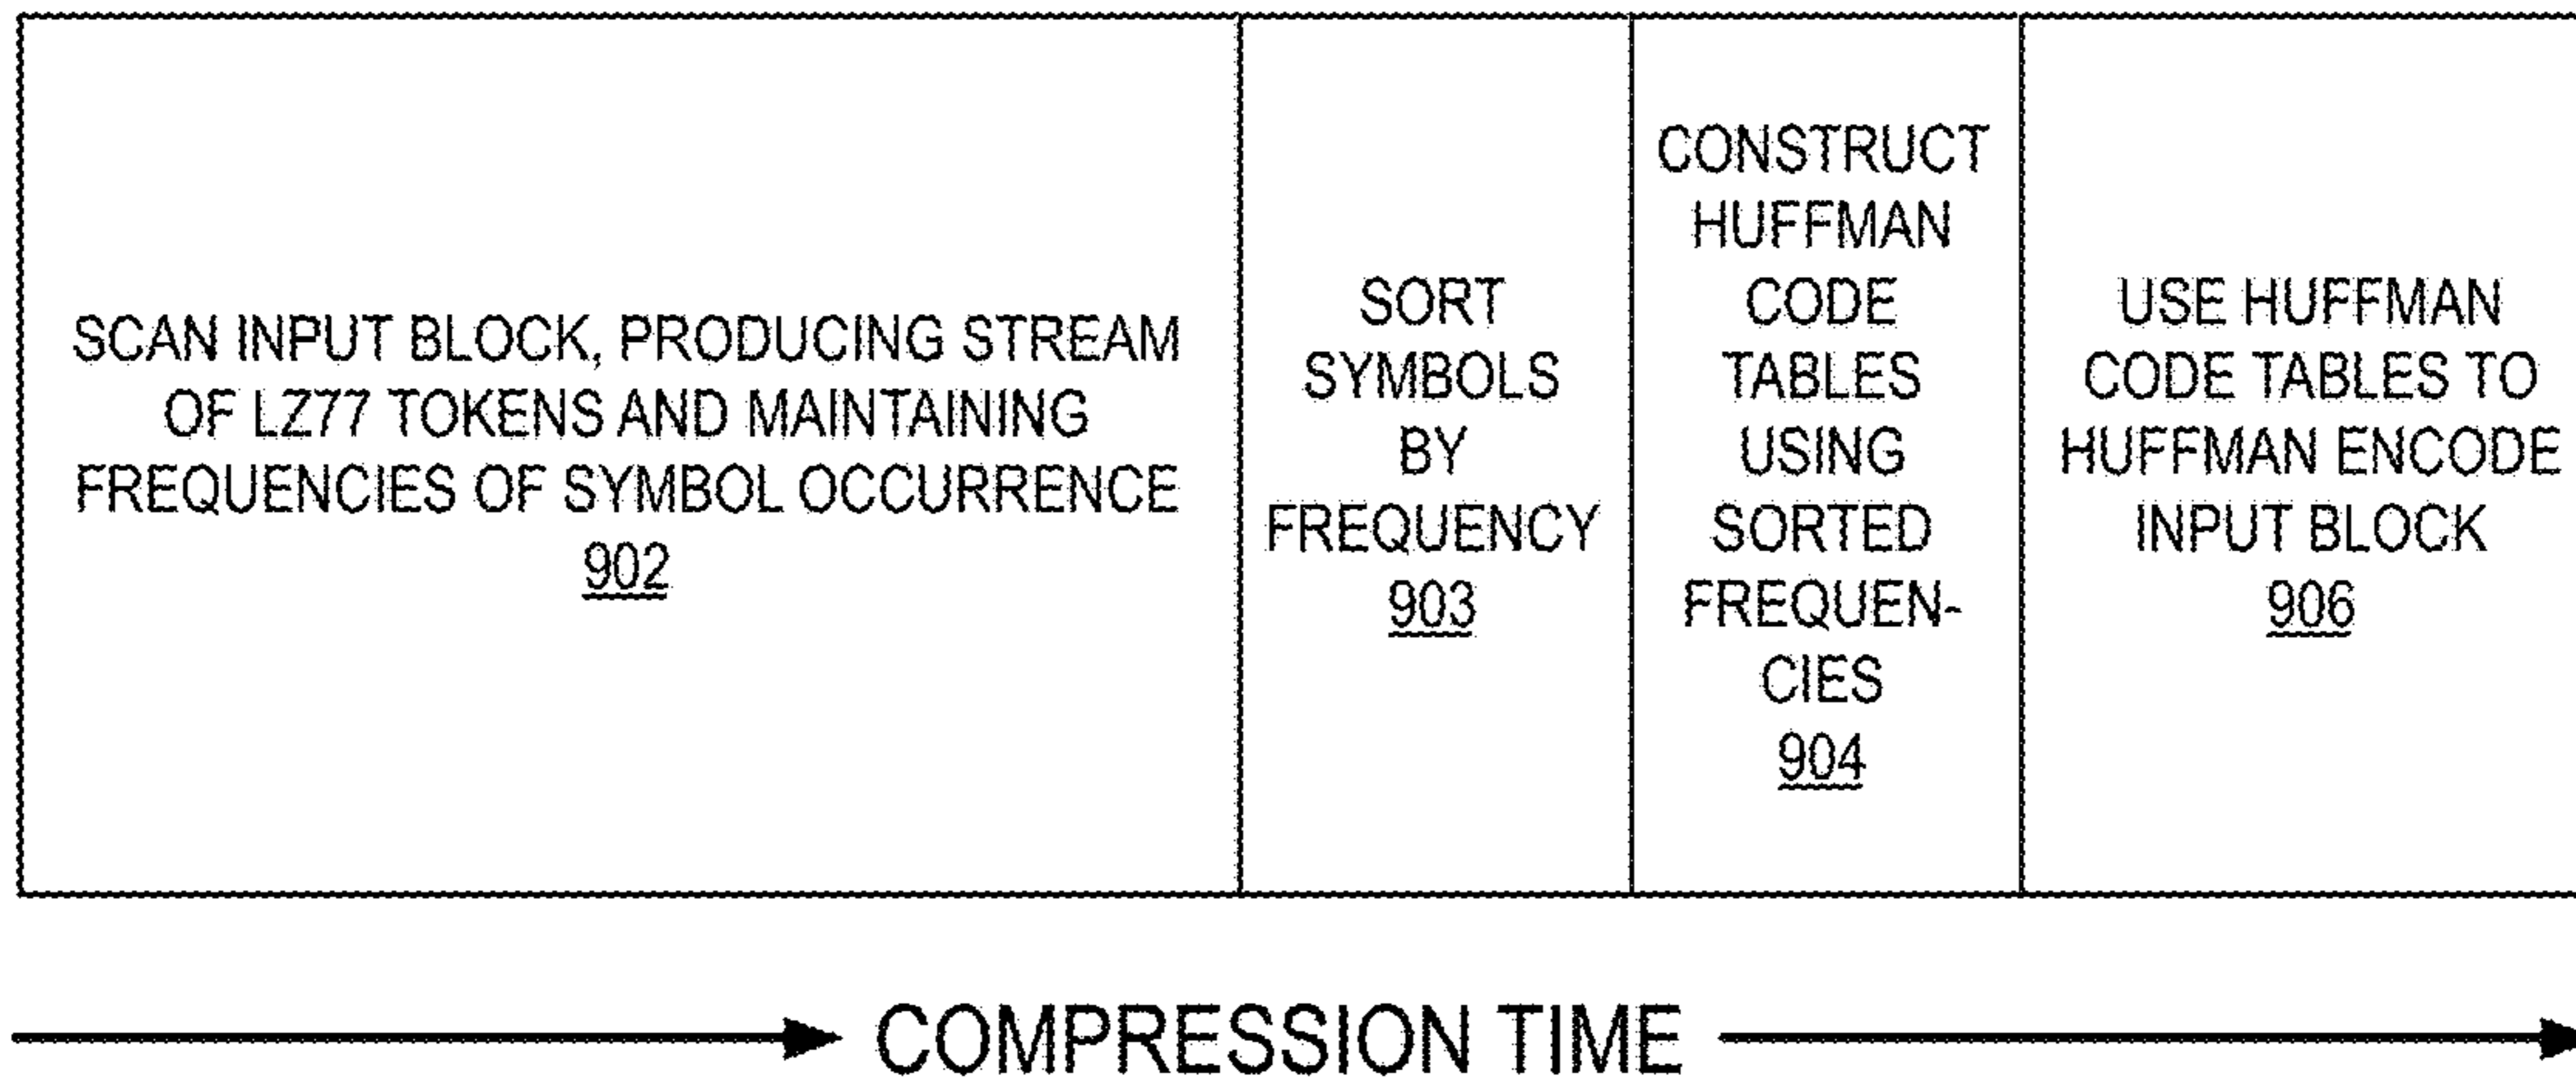 SCAN INPUT BLOCK, PRODUCING STREAM
OF LZ77 TOKENS AND MAINTAINING
FREQUENCIES OF SYMBOL OCCURRENCE
902
SORT
SYMBOLS
BY
FREQUENCY
903
CONSTRUCT
HUFFMAN
CODE
TABLES
USING
SORTED
FREQUEN-
CIES
904
USE HUFFMAN
CODE TABLES TO
HUFFMAN ENCODE
INPUT BLOCK
906
COMPRESSION TIME